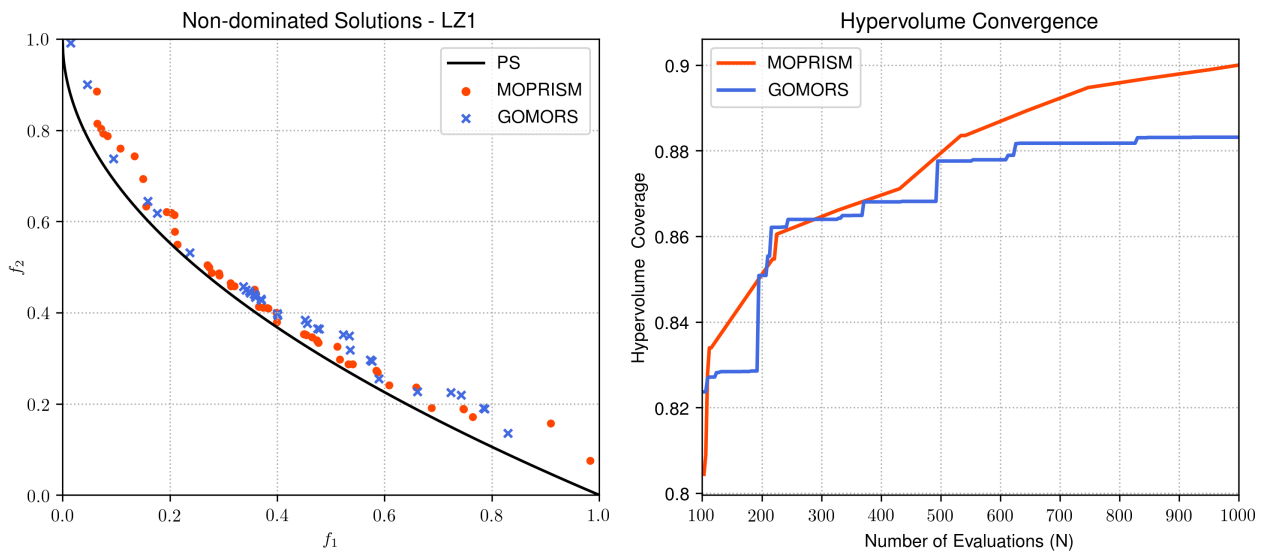 Non-dominated Solutions - LZ1
1.0
0.8
0.6
0.4
0.2
0.0
f2
PS
MOPRISM
GOMORS
0.0 0.2 0.4 0.6 0.8 1.0
f1
Hypervolume Convergence
0.9
0.88
0.86
0.84
0.82
0.8
Hypervolume Coverage
MOPRISM
GOMORS
100 200 300 400 500 600 700 800 900 1000
Number of Evaluations (N)